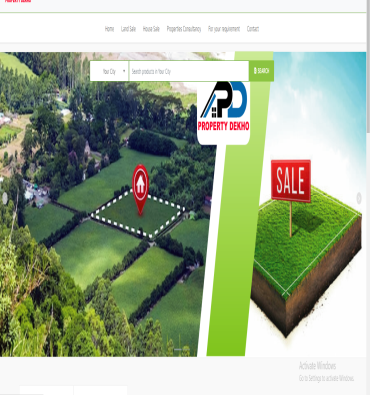 PROPERTY DEKHO
Home Land Sale House Sale Properties Consultancy For your requirement Contact
Your City Search products in Your City SEARCH
PD
PROPERTY DEKHO
SALE
Activate Windows
Go to Settings to activate Windows.